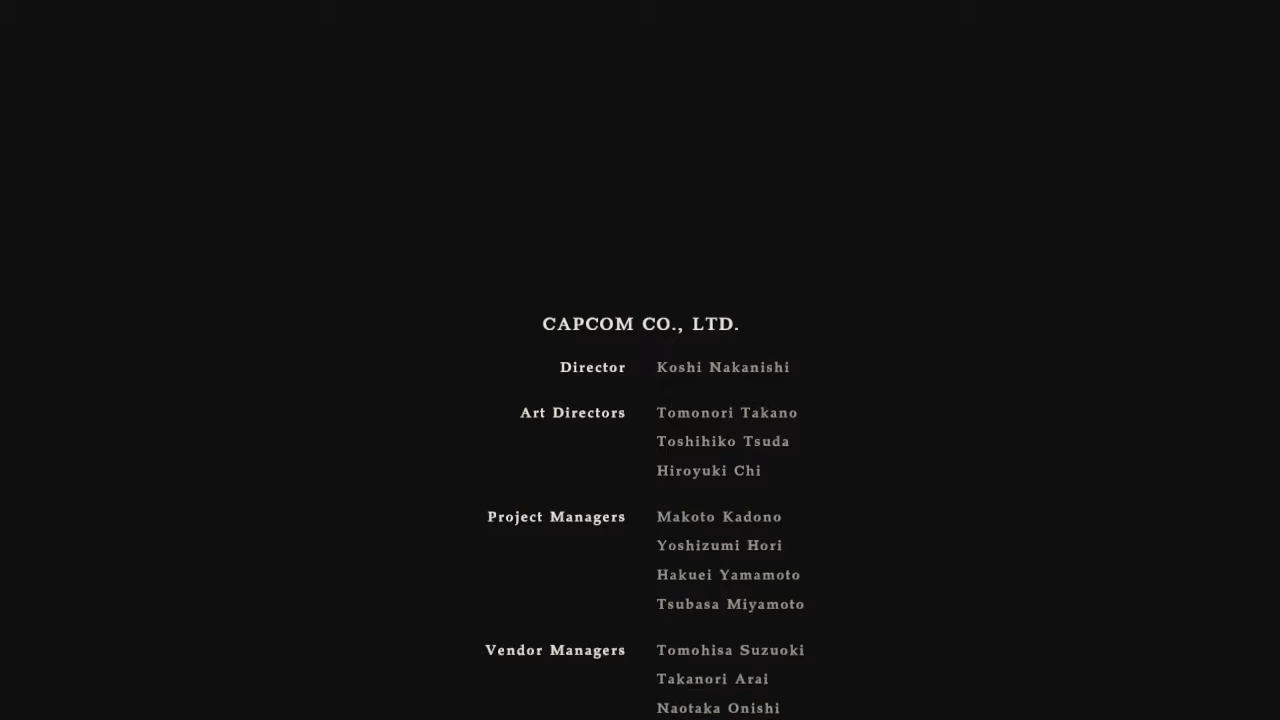 CAPCOM CO., LTD.
Director Koshi Nakanishi
Art Directors Tomonori Takano
Toshihiko Tsuda
Hiroyuki Chi
Project Managers Makoto Kadono
Yoshizumi Hori
Hakuei Yamamoto
Tsubasa Miyamoto
Vendor Managers Tomohisa Suzuoki
Takanori Arai
Naotaka Onishi